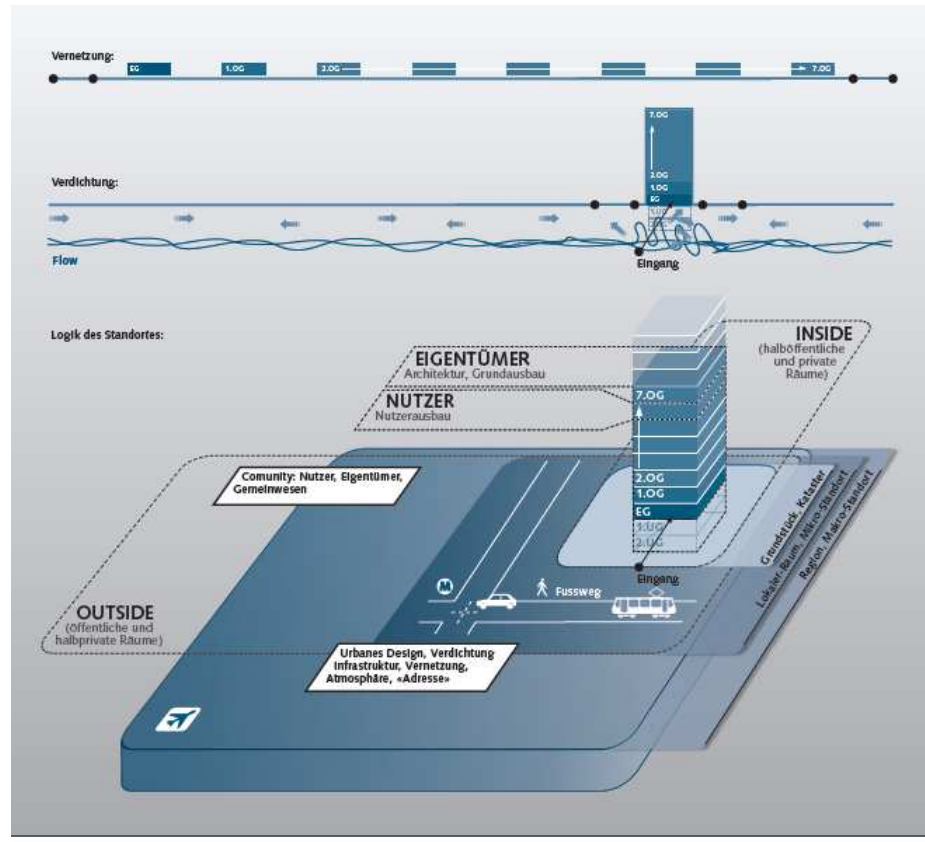 Vernetzung:
EG
1.OG
2.OG
7.OG
7.OG
Verdichtung:
2.OG
1.OG
EG
1.UG
Flow
Eingang
Logik des Standortes:
INSIDE
(halböffentliche
und private
Räume)
EIGENTÜMER
Architektur, Grundausbau
NUTZER
Nutzerausbau
7.OG
Comunity: Nutzer, Eigentümer,
Gemeinwesen
2.OG
1.OG
EG
1.UG
2.UG
Grundstück, Kataster
Lokaler-Raum, Mikro-Standort
Region, Makro-Standort
Eingang
M
Fussweg
OUTSIDE
(öffentliche und
halbprivate Räume)
Urbanes Design, Verdichtung
Infrastruktur, Vernetzung,
Atmosphäre, «Adresse»